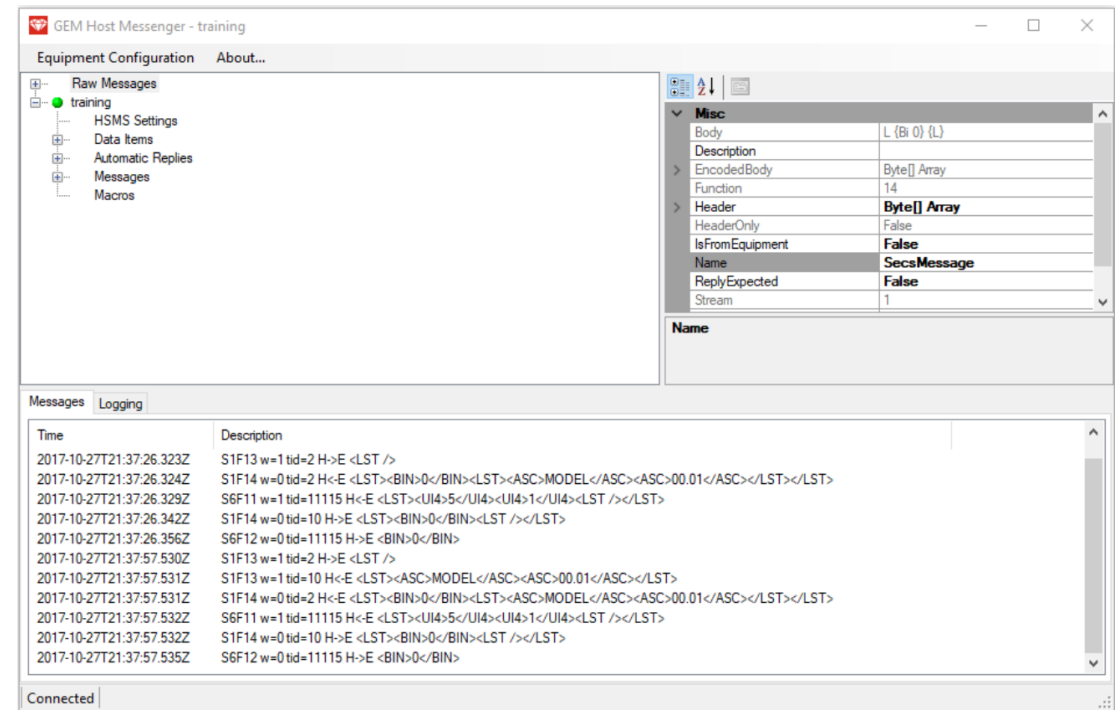 GEM Host Messenger - training
Equipment Configuration About...
Raw Messages
training
HSMS Settings
Data Items
Automatic Replies
Messages
Macros
Misc
Body L {Bi 0} {L}
Description
EncodedBody Byte[] Array
Function 14
Header Byte[] Array
HeaderOnly False
IsFromEquipment False
Name SecsMessage
ReplyExpected False
Stream 1
Name
Messages Logging
Time Description
2017-10-27T21:37:26.323Z S1F13 w=1 tid=2 H->E <LST />
2017-10-27T21:37:26.324Z S1F14 w=0 tid=2 H<-E <LST><BIN>0</BIN><LST><ASC>MODEL</ASC><ASC>00.01</ASC></LST></LST>
2017-10-27T21:37:26.329Z S6F11 w=1 tid=11115 H<-E <LST><UI4>5</UI4><UI4>1</UI4><LST /></LST>
2017-10-27T21:37:26.342Z S1F14 w=0 tid=10 H->E <LST><BIN>0</BIN><LST /></LST>
2017-10-27T21:37:26.356Z S6F12 w=0 tid=11115 H->E <BIN>0</BIN>
2017-10-27T21:37:57.530Z S1F13 w=1 tid=2 H->E <LST />
2017-10-27T21:37:57.531Z S1F13 w=1 tid=10 H<-E <LST><ASC>MODEL</ASC><ASC>00.01</ASC></LST>
2017-10-27T21:37:57.531Z S1F14 w=0 tid=2 H<-E <LST><BIN>0</BIN><LST><ASC>MODEL</ASC><ASC>00.01</ASC></LST></LST>
2017-10-27T21:37:57.532Z S6F11 w=1 tid=11115 H<-E <LST><UI4>5</UI4><UI4>1</UI4><LST /></LST>
2017-10-27T21:37:57.532Z S1F14 w=0 tid=10 H->E <LST><BIN>0</BIN><LST /></LST>
2017-10-27T21:37:57.535Z S6F12 w=0 tid=11115 H->E <BIN>0</BIN>
Connected